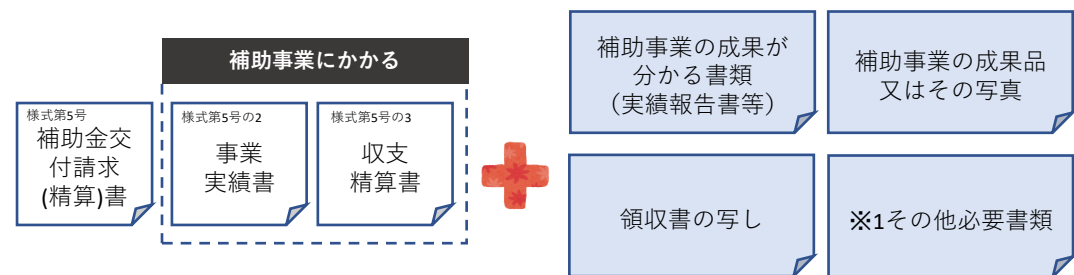 補助事業にかかる
様式第5号
補助金交
付請求
(精算)書
様式第5号の2
事業
実績書
様式第5号の3
収支
精算書
補助事業の成果が
分かる書類
（実績報告書等）
補助事業の成果品
又はその写真
領収書の写し
※1その他必要書類